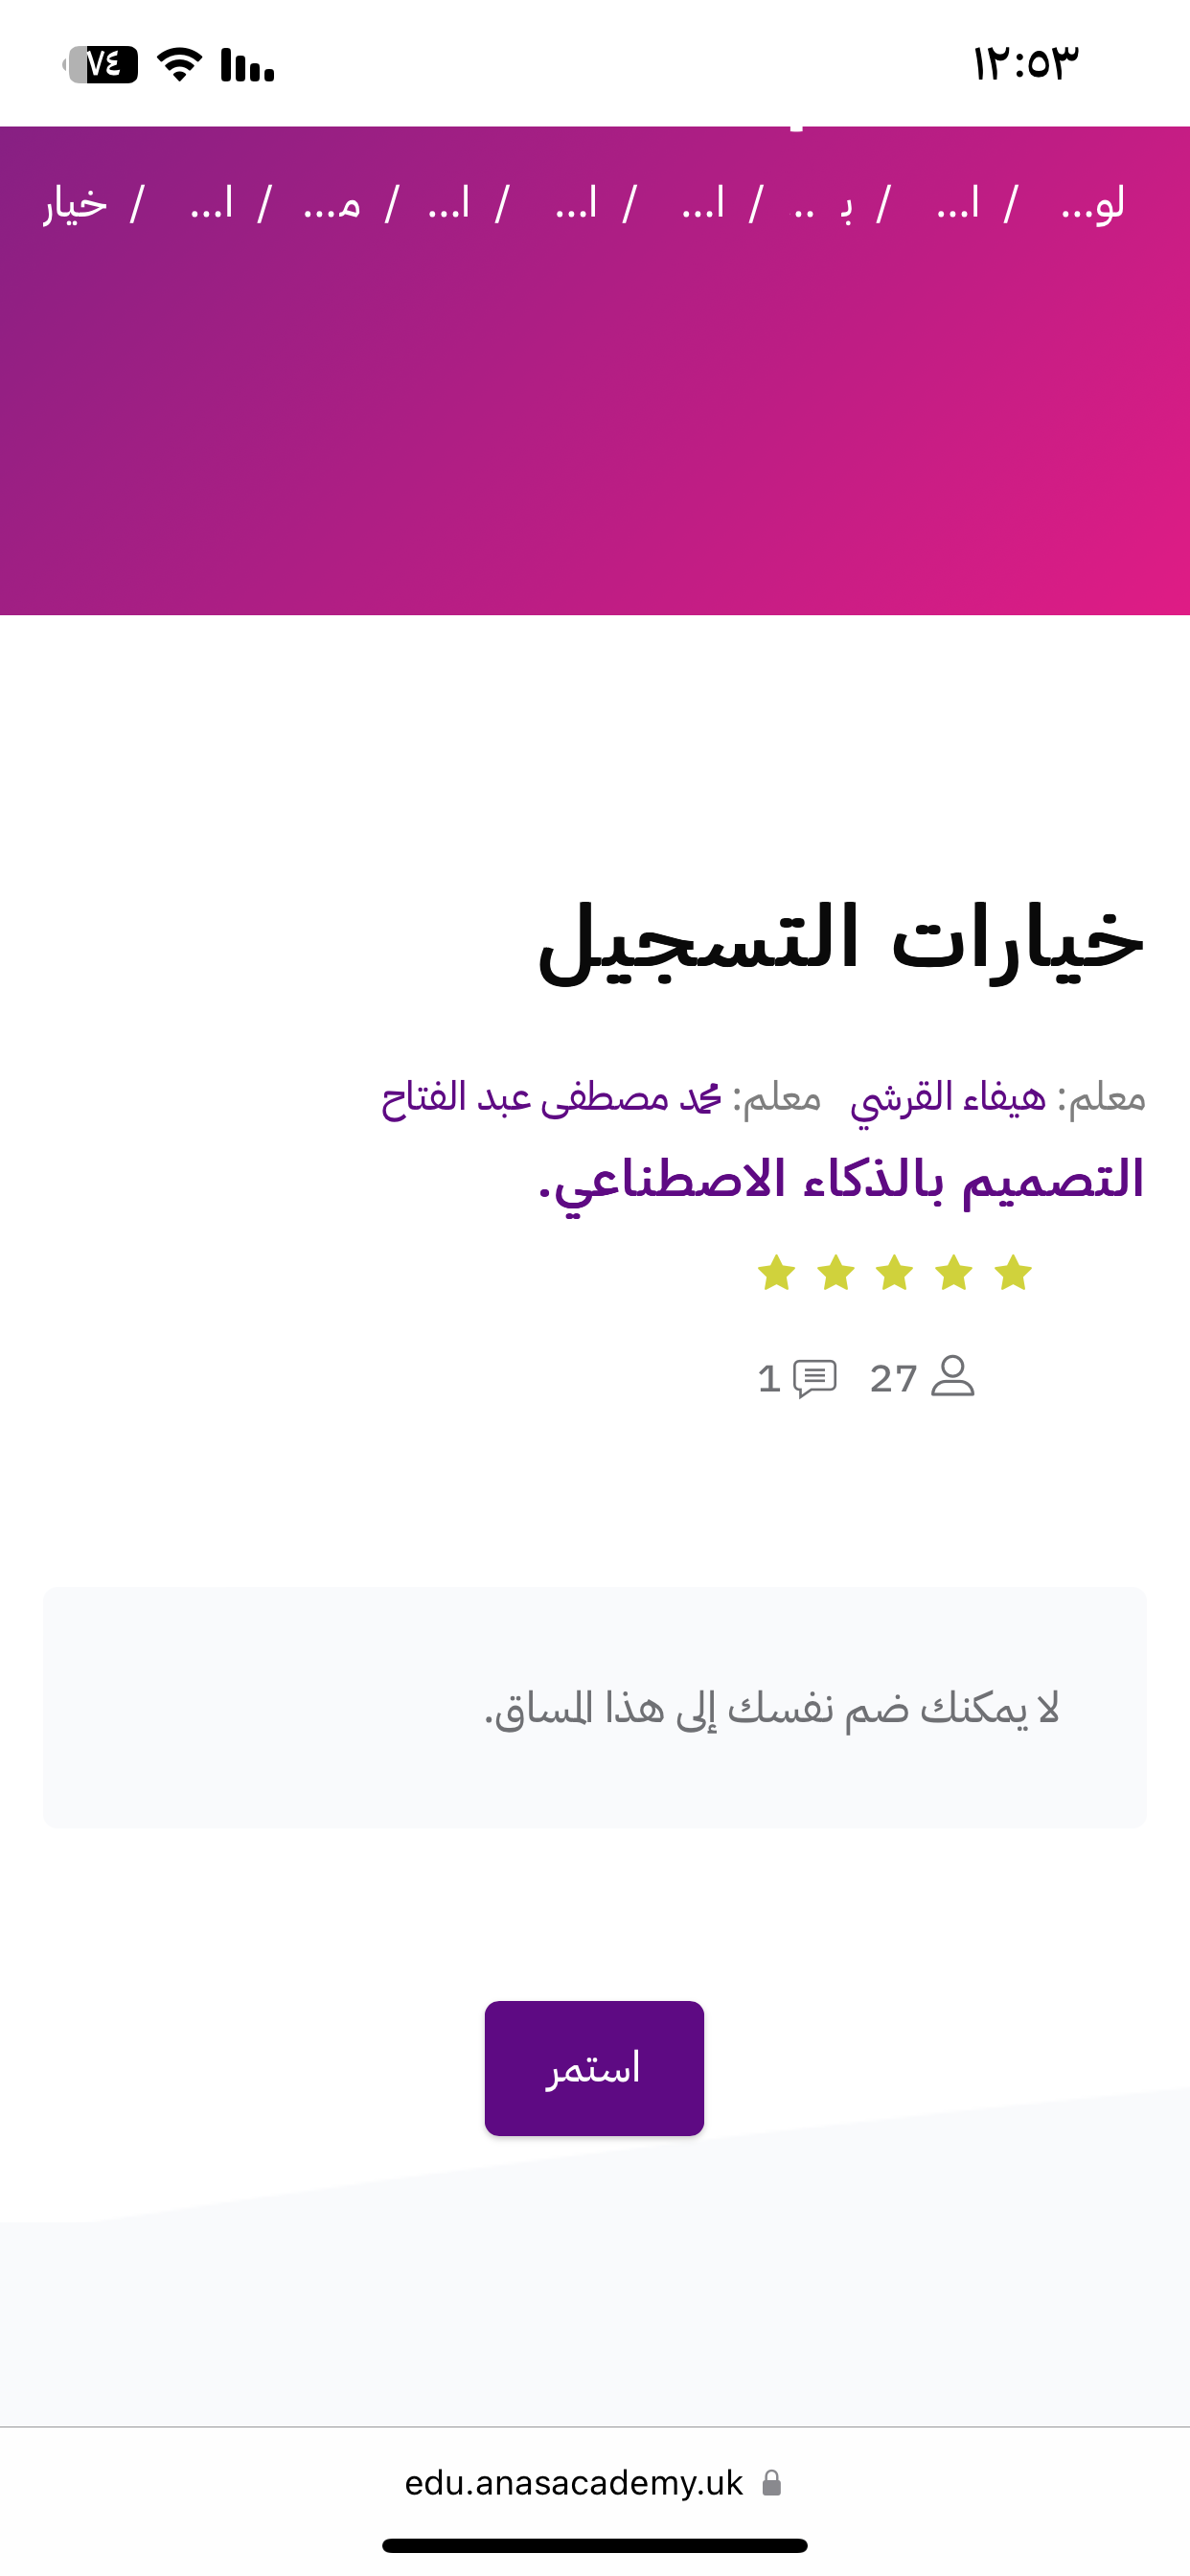 ١٢:٥٣ ٧٤
لو... / ا... / ب .. / ا... / ا... / ا... / م... / ا... / خيار
خيارات التسجيل
معلم: هيفاء القرشي معلم: محمد مصطفى عبد الفتاح
التصميم بالذكاء الاصطناعي.
27 1
لا يمكنك ضم نفسك إلى هذا المساق.
استمر
edu.anasacademy.uk